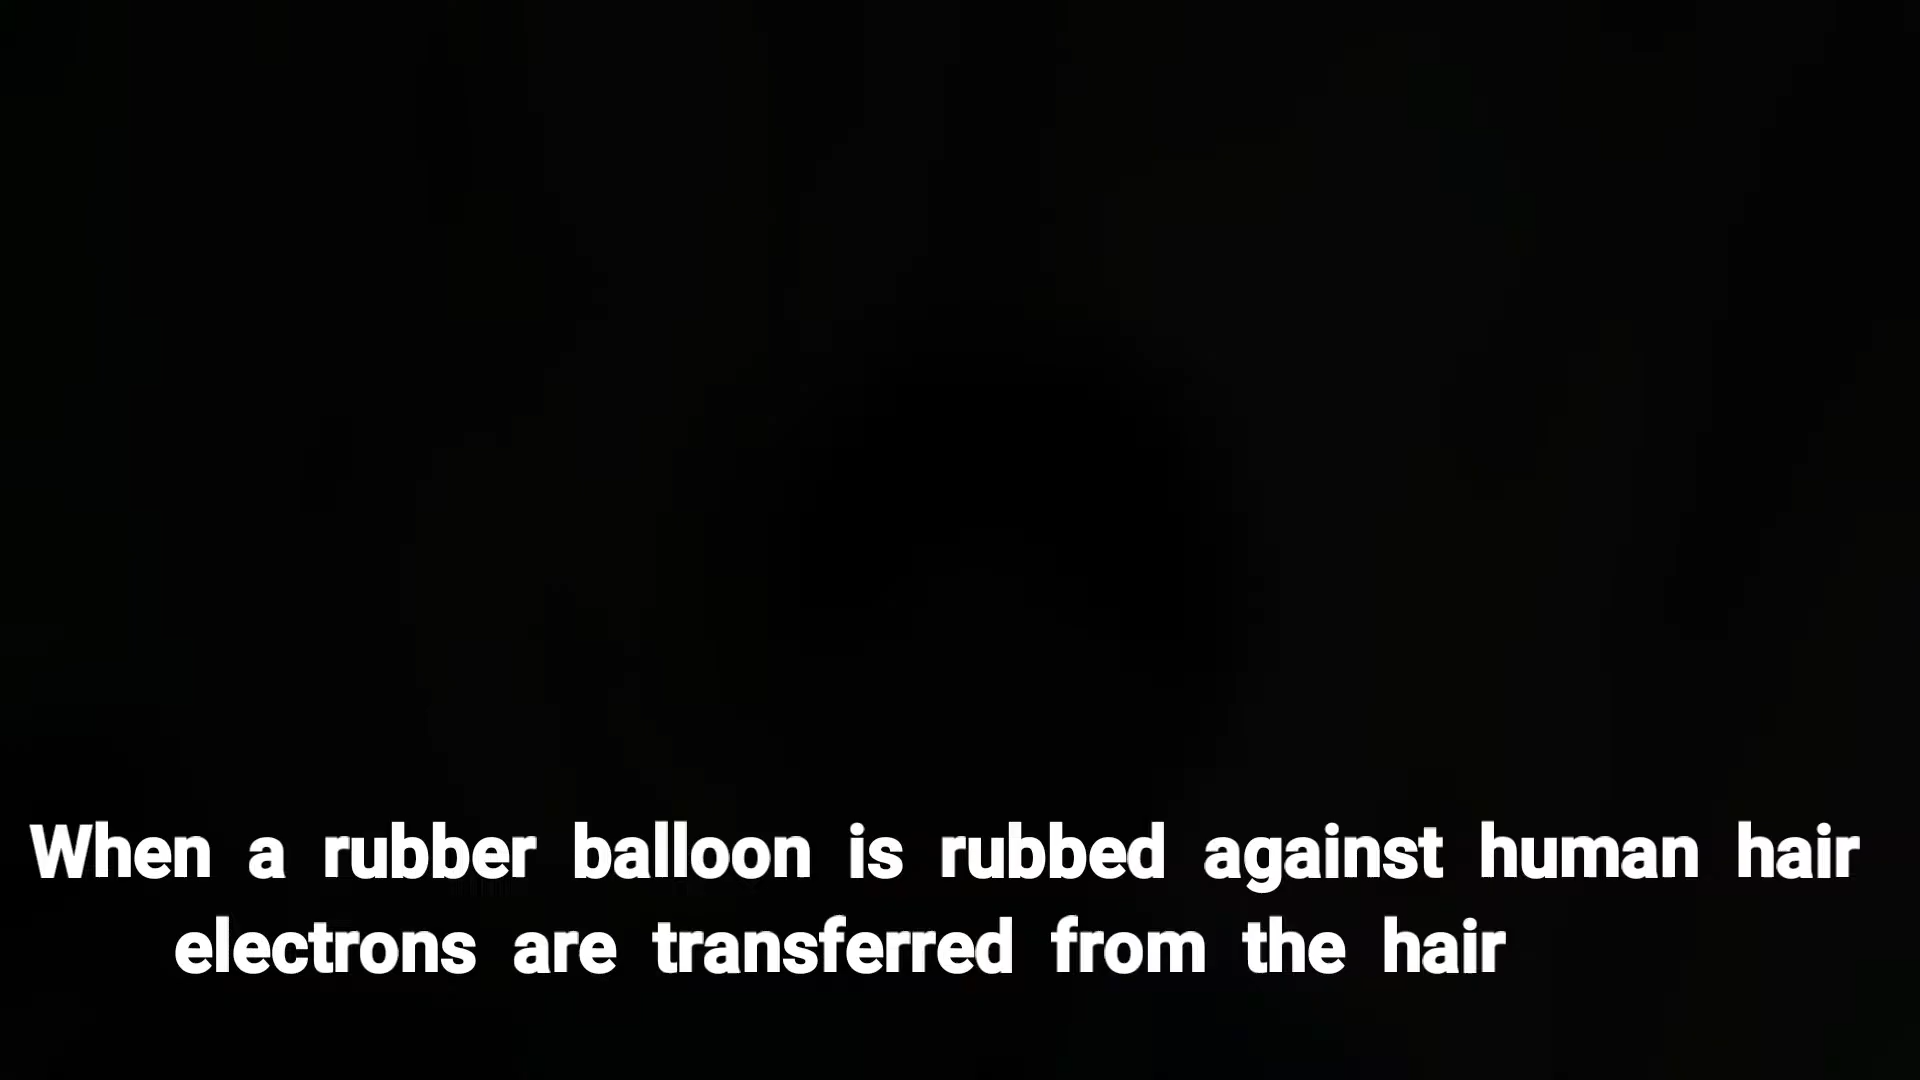 When a rubber balloon is rubbed against human hair
electrons are transferred from the hair